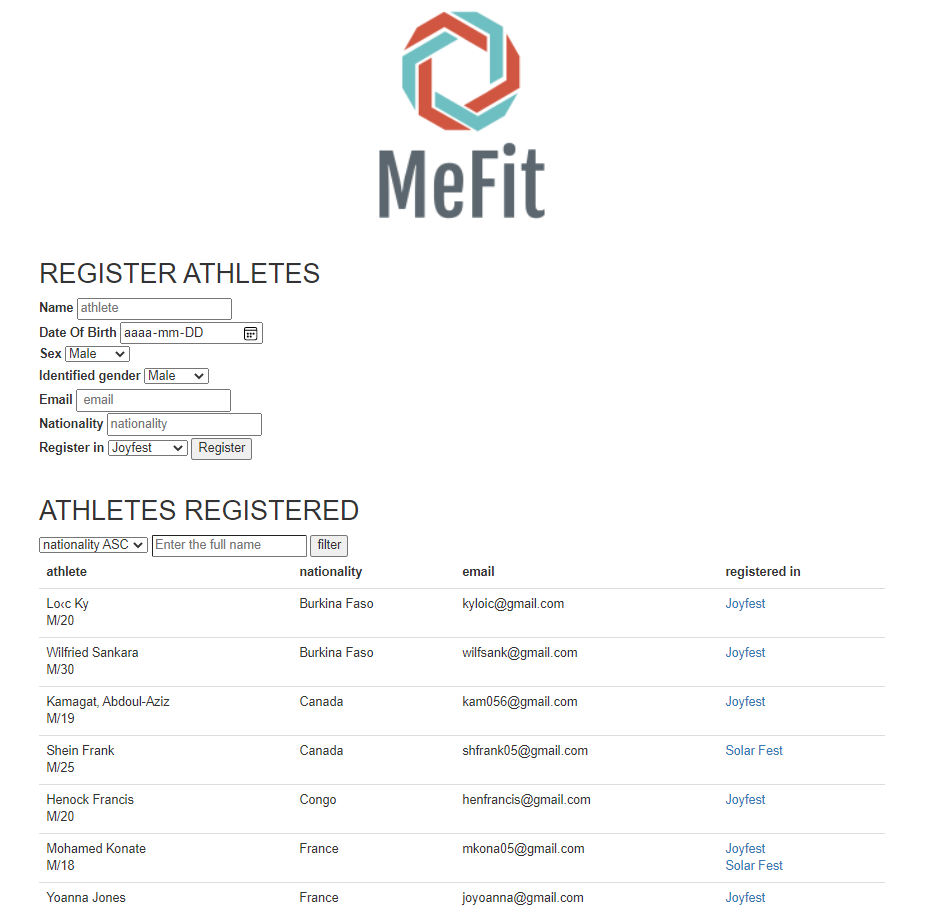 MeFit
REGISTER ATHLETES
Name athlete
Date Of Birth aaaa-mm-DD
Sex Male
Identified gender Male
Email email
Nationality nationality
Register in Joyfest Register
ATHLETES REGISTERED
nationality ASC Enter the full name filter
athlete nationality email registered in
Lo‹c Ky Burkina Faso kyloic@gmail.com Joyfest
M/20
Wilfried Sankara Burkina Faso wilfsank@gmail.com Joyfest
M/30
Kamagat‚ Abdoul-Aziz Canada kam056@gmail.com Joyfest
M/19
Shein Frank Canada shfrank05@gmail.com Solar Fest
M/25
Henock Francis Congo henfrancis@gmail.com Joyfest
M/20
Mohamed Konate France mkona05@gmail.com Joyfest
M/18 Solar Fest
Yoanna Jones France joyoanna@gmail.com Joyfest